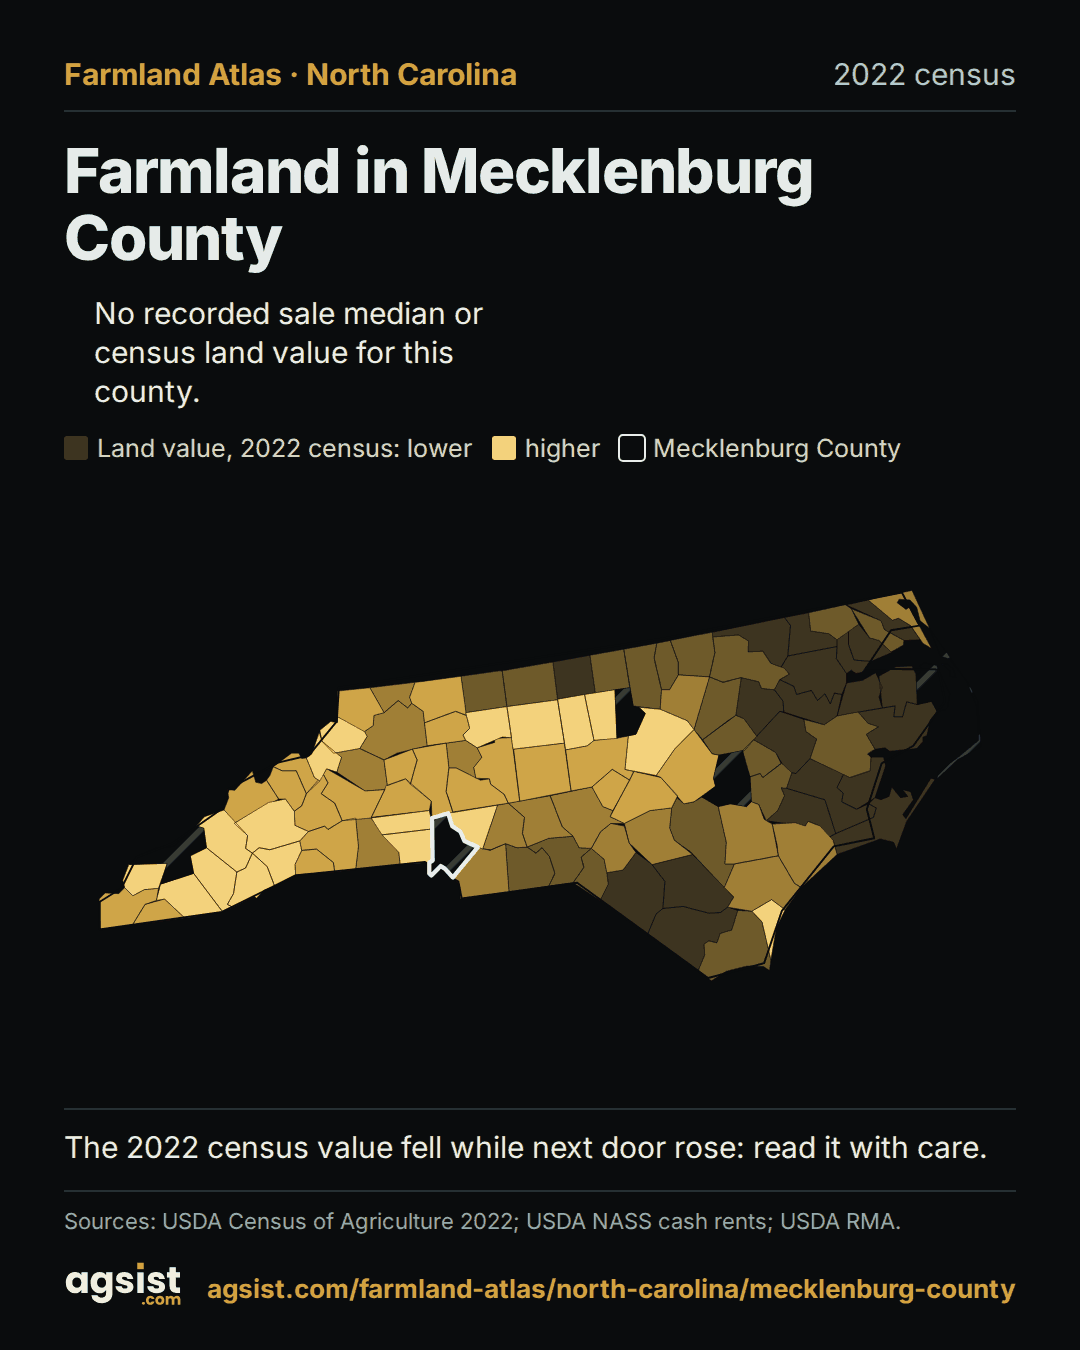 Farmland Atlas · North Carolina
2022 census
Farmland in Mecklenburg
County
No recorded sale median or
census land value for this
county.
Land value, 2022 census: lower
higher
Mecklenburg County
The 2022 census value fell while next door rose: read it with care.
Sources: USDA Census of Agriculture 2022; USDA NASS cash rents; USDA RMA.
agsist
.com
agsist.com/farmland-atlas/north-carolina/mecklenburg-county